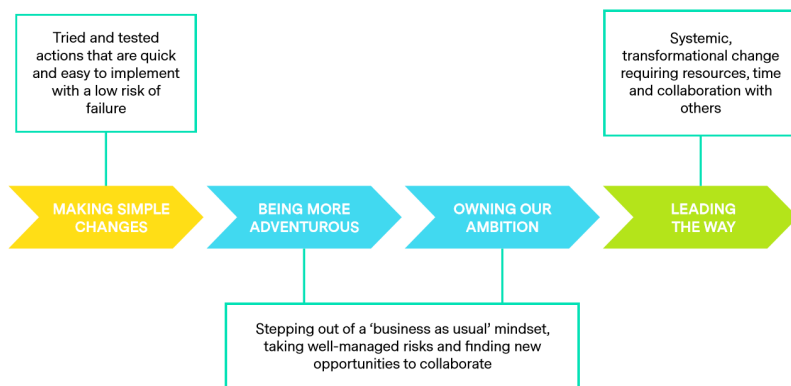 Tried and tested
actions that are quick
and easy to implement
with a low risk of
failure
Systemic,
transformational change
requiring resources, time
and collaboration with
others
MAKING SIMPLE
CHANGES
BEING MORE
ADVENTUROUS
OWNING OUR
AMBITION
LEADING
THE WAY
Stepping out of a ‘business as usual’ mindset,
taking well-managed risks and finding new
opportunities to collaborate